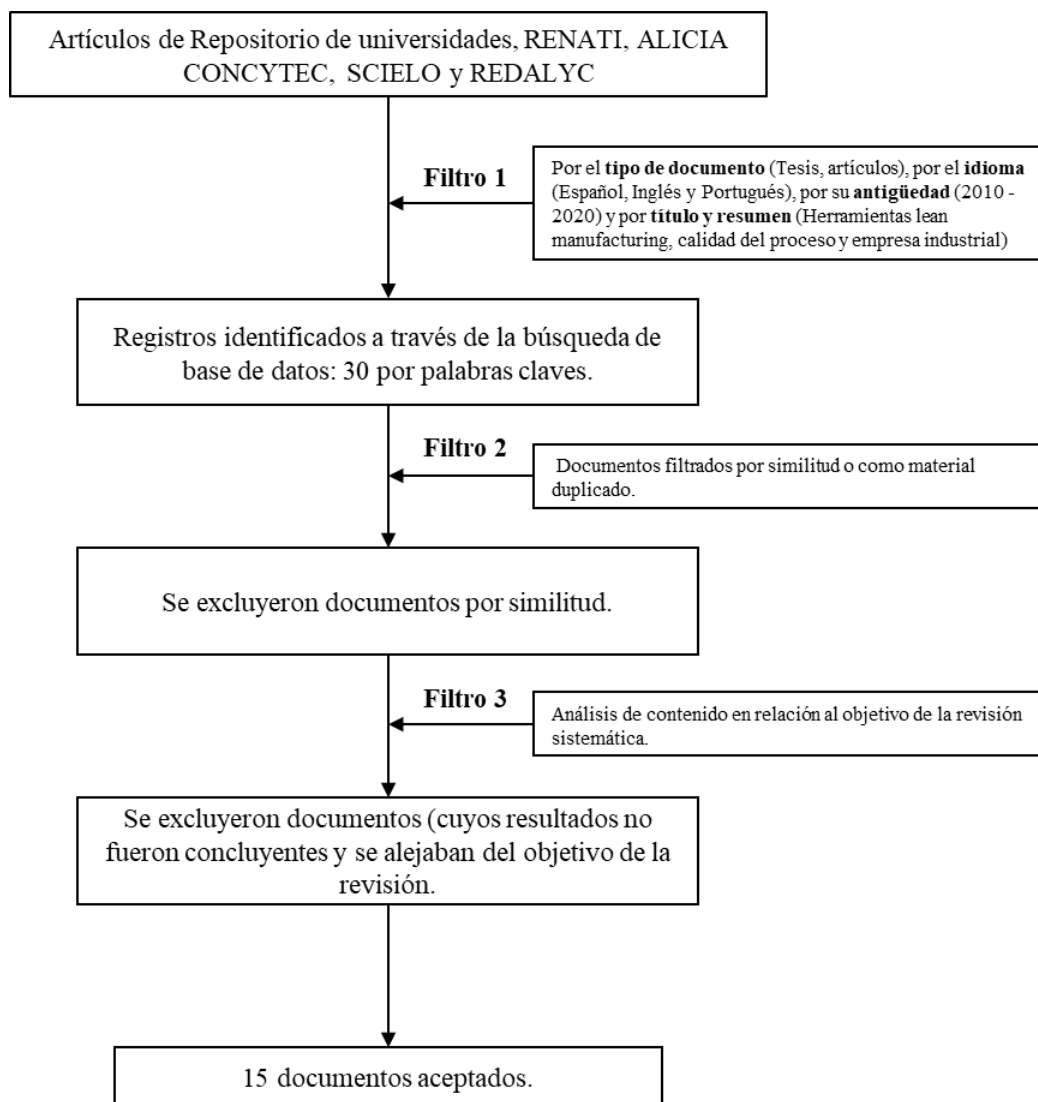 Artículos de Repositorio de universidades, RENATI, ALICIA
CONCYTEC, SCIELO y REDALYC
Filtro 1
Por el tipo de documento (Tesis, artículos), por el idioma
(Español, Inglés y Portugués), por su antigüedad (2010 -
2020) y por título y resumen (Herramientas lean
manufacturing, calidad del proceso y empresa industrial)
Registros identificados a través de la búsqueda de
base de datos: 30 por palabras claves.
Filtro 2
Documentos filtrados por similitud o como material
duplicado.
Se excluyeron documentos por similitud.
Filtro 3
Análisis de contenido en relación al objetivo de la revisión
sistemática.
Se excluyeron documentos (cuyos resultados no
fueron concluyentes y se alejaban del objetivo de la
revisión.
15 documentos aceptados.